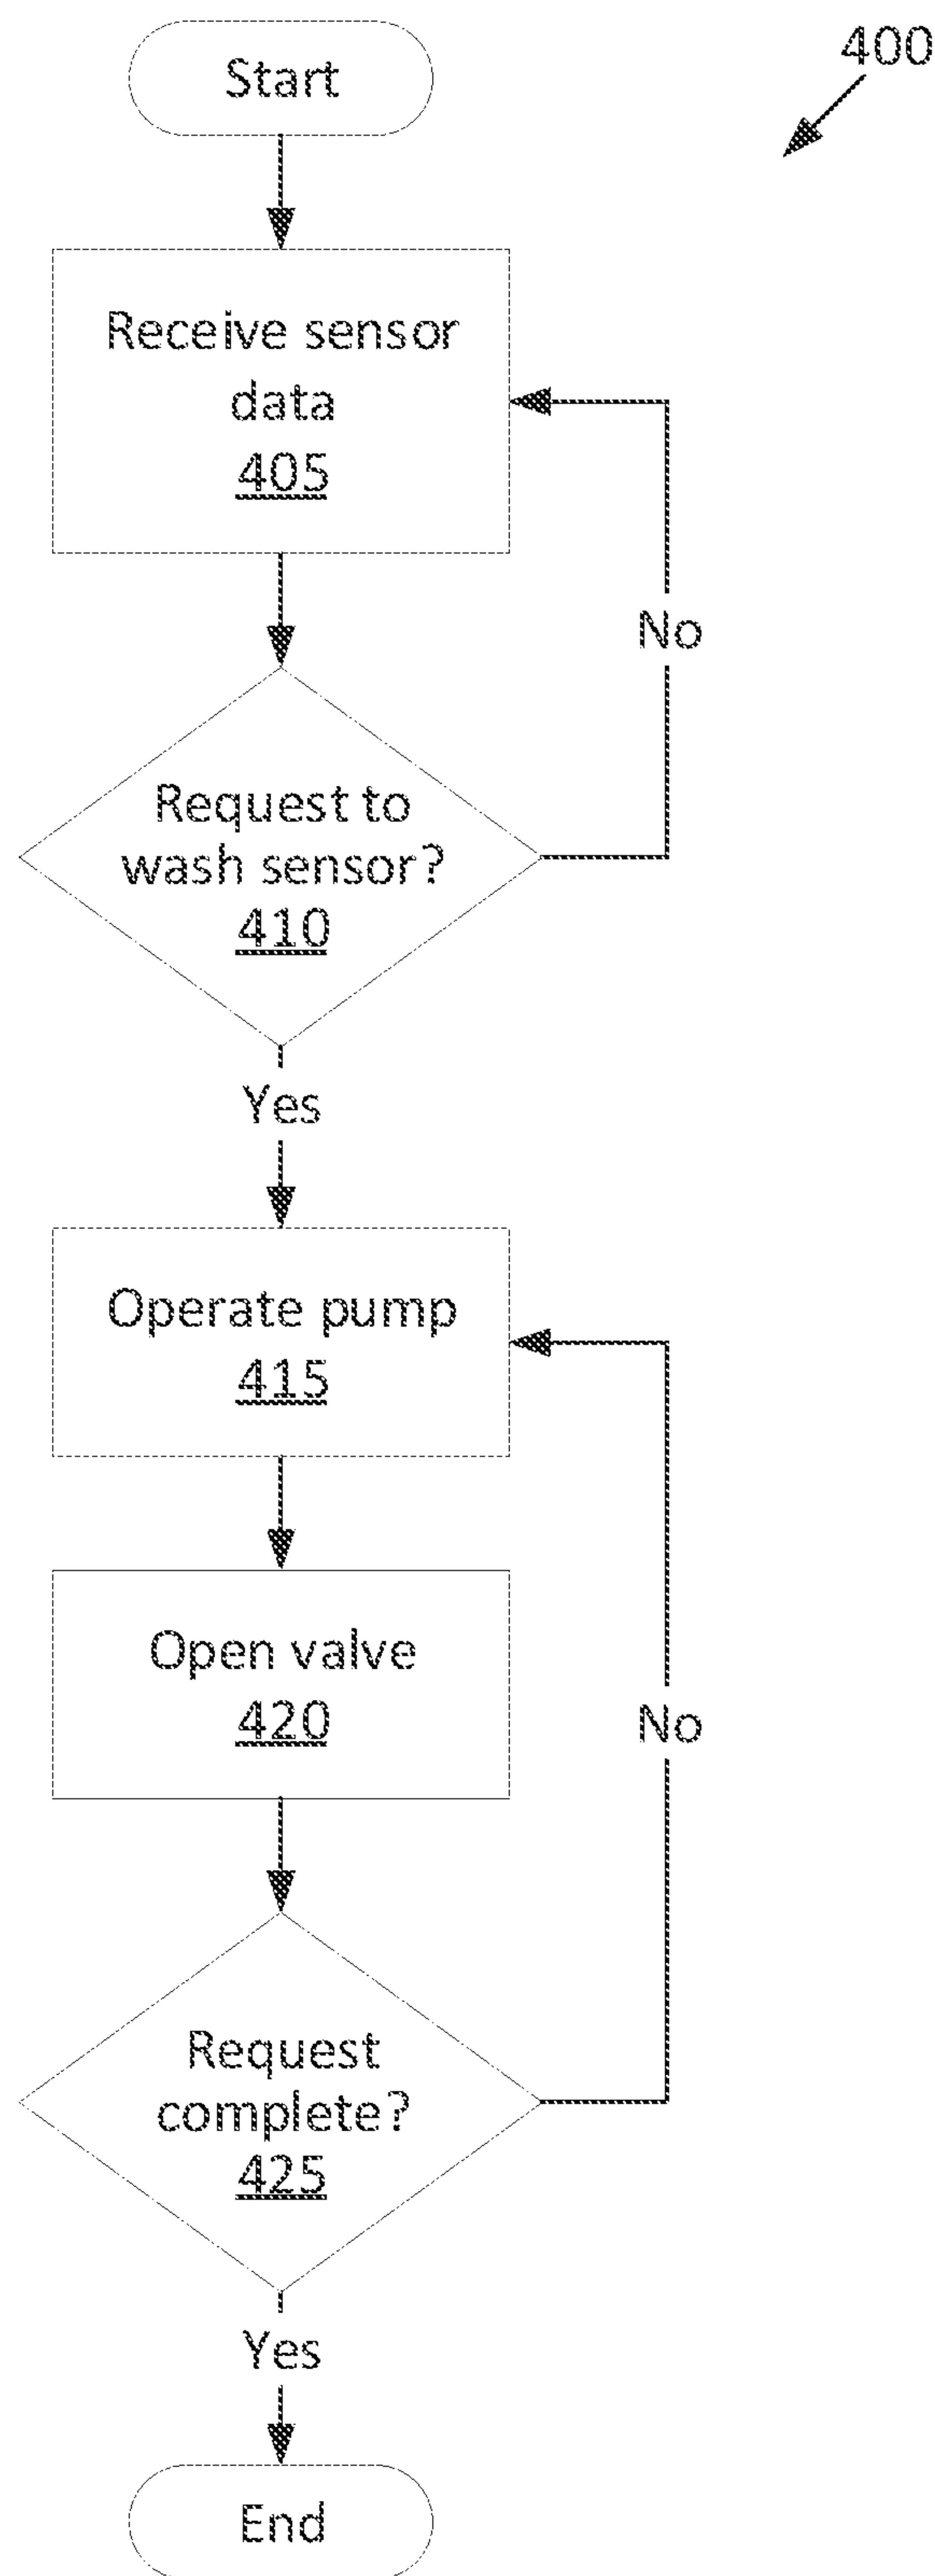 Start
400
Receive sensor
data
405
No
Request to
wash sensor?
410
Yes
Operate pump
415
Open valve
420
No
Request
complete?
425
Yes
End